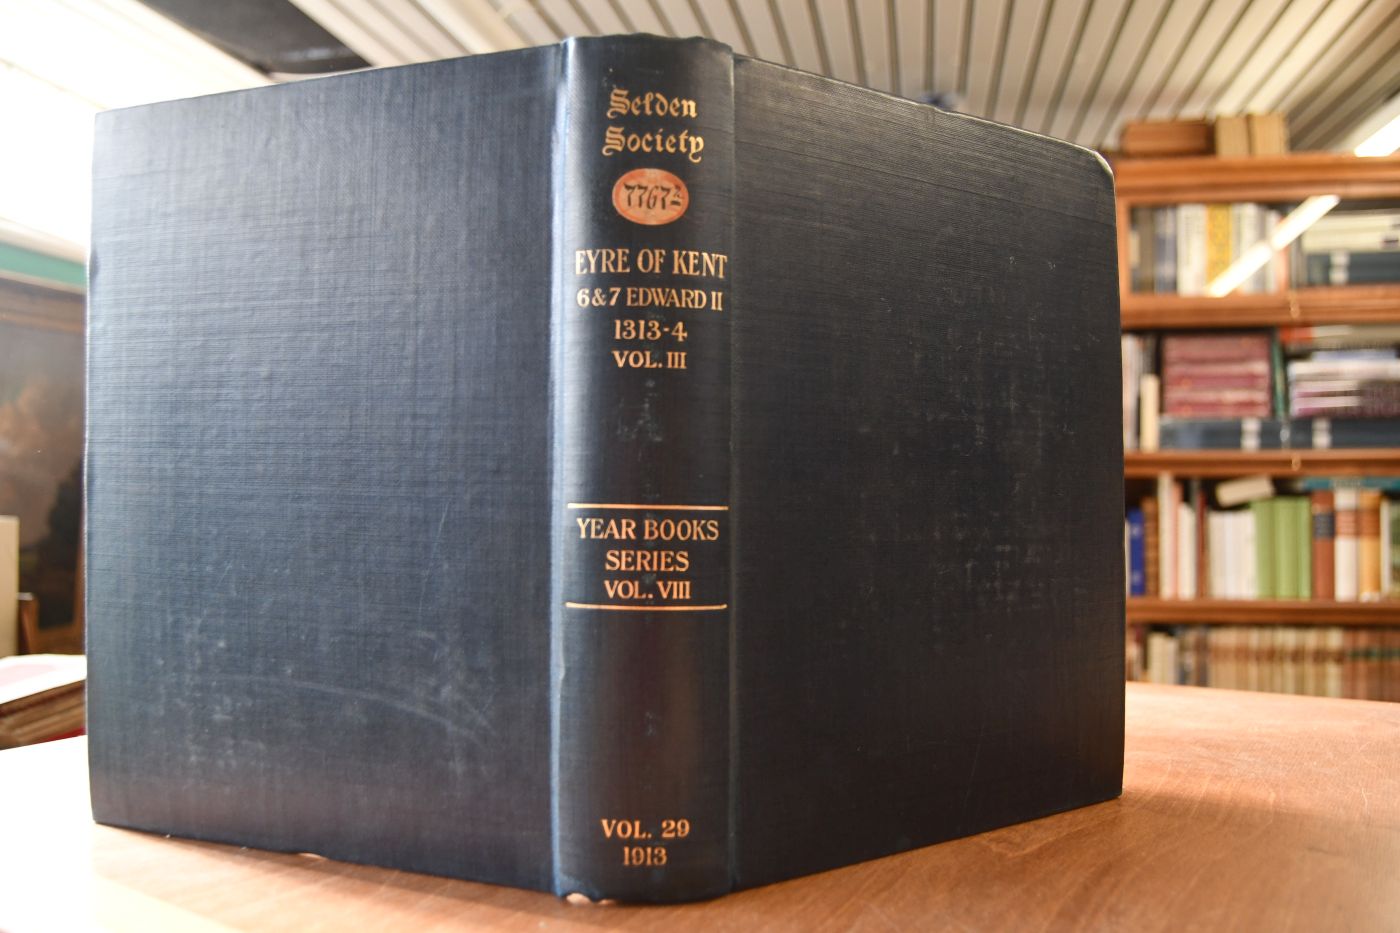 Selden
Society
EYRE OF KENT
6 & 7 EDWARD II
1313-4
VOL. III
YEAR BOOKS
SERIES
VOL. VIII
VOL. 29
1913